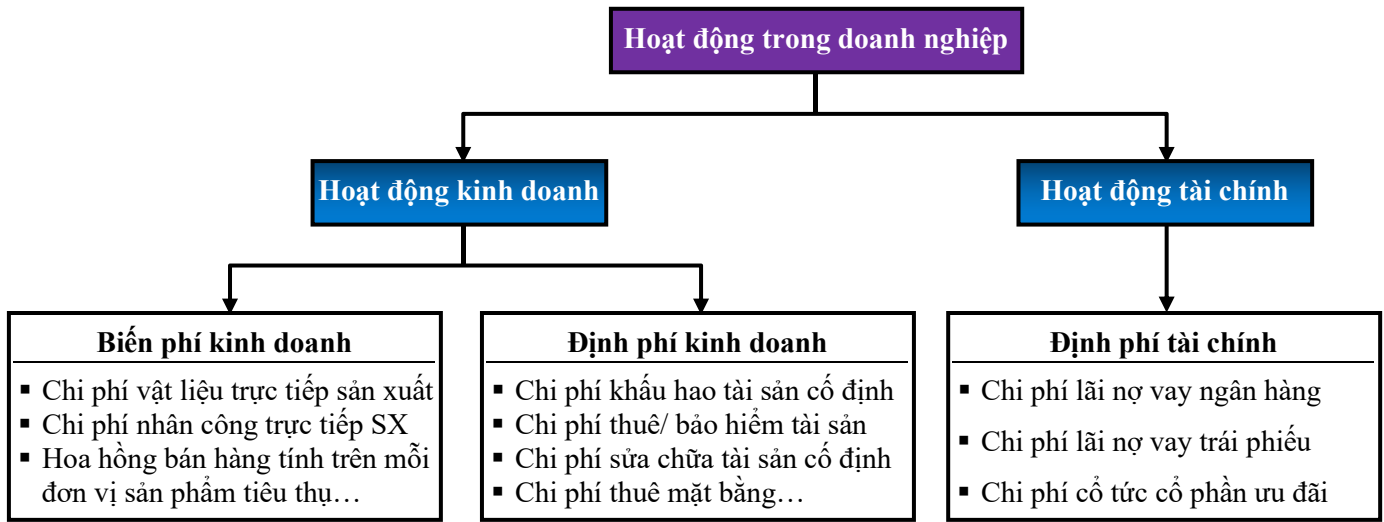 Hoạt động trong doanh nghiệp
Hoạt động kinh doanh
Hoạt động tài chính
Biến phí kinh doanh
▪ Chi phí vật liệu trực tiếp sản xuất
▪ Chi phí nhân công trực tiếp SX
▪ Hoa hồng bán hàng tính trên mỗi
đơn vị sản phẩm tiêu thụ…
Định phí kinh doanh
▪ Chi phí khấu hao tài sản cố định
▪ Chi phí thuê/ bảo hiểm tài sản
▪ Chi phí sửa chữa tài sản cố định
▪ Chi phí thuê mặt bằng…
Định phí tài chính
▪ Chi phí lãi nợ vay ngân hàng
▪ Chi phí lãi nợ vay trái phiếu
▪ Chi phí cổ tức cổ phần ưu đãi